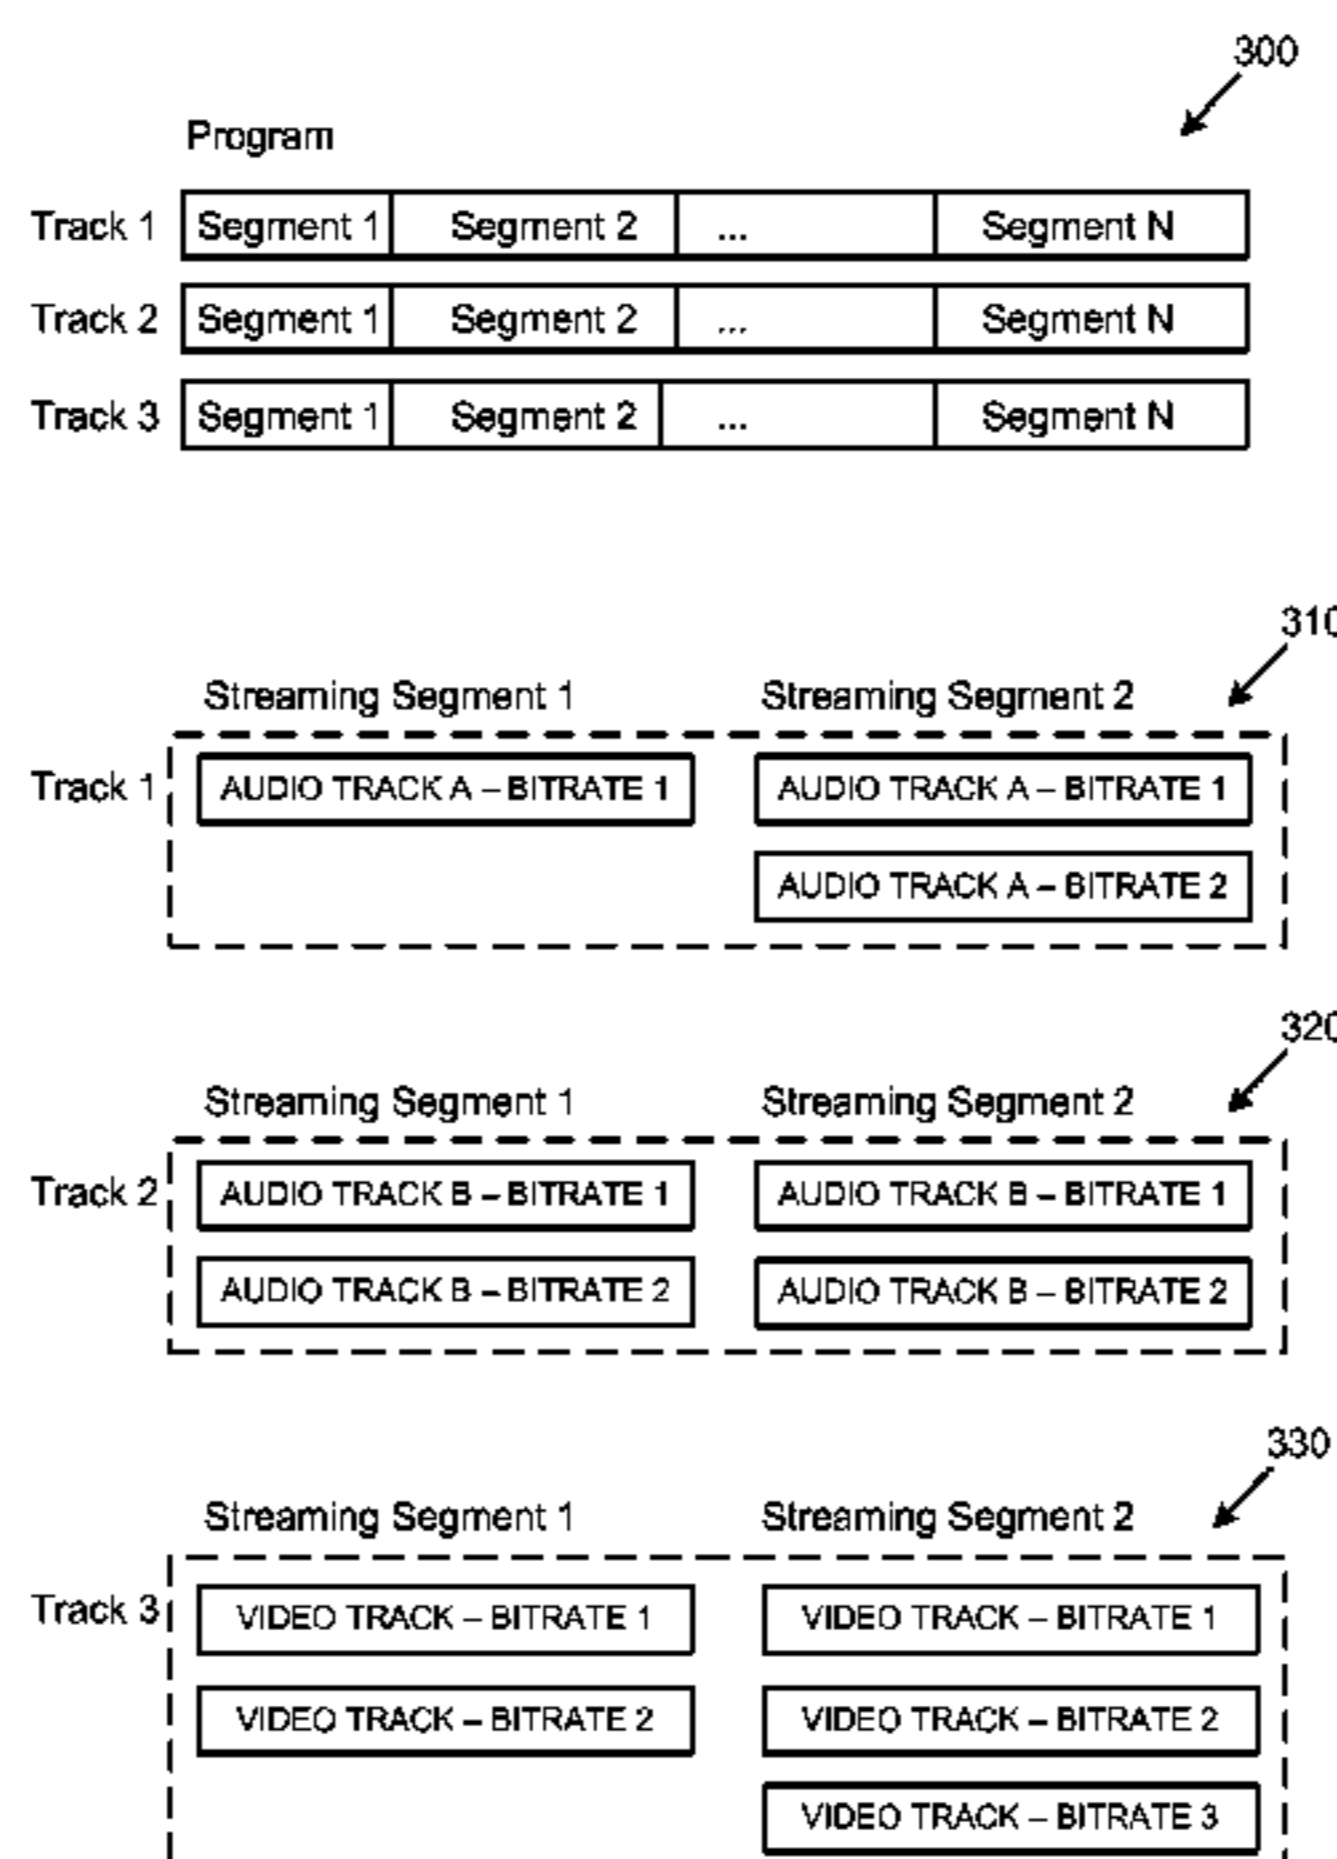 300
Program
Track 1 Segment 1 Segment 2 ... Segment N
Track 2 Segment 1 Segment 2 ... Segment N
Track 3 Segment 1 Segment 2 ... Segment N
310
Streaming Segment 1 Streaming Segment 2
Track 1 AUDIO TRACK A – BITRATE 1 AUDIO TRACK A – BITRATE 1
AUDIO TRACK A – BITRATE 2
320
Streaming Segment 1 Streaming Segment 2
Track 2 AUDIO TRACK B – BITRATE 1 AUDIO TRACK B – BITRATE 1
AUDIO TRACK B – BITRATE 2 AUDIO TRACK B – BITRATE 2
330
Streaming Segment 1 Streaming Segment 2
Track 3 VIDEO TRACK – BITRATE 1 VIDEO TRACK – BITRATE 1
VIDEO TRACK – BITRATE 2 VIDEO TRACK – BITRATE 2
VIDEO TRACK – BITRATE 3